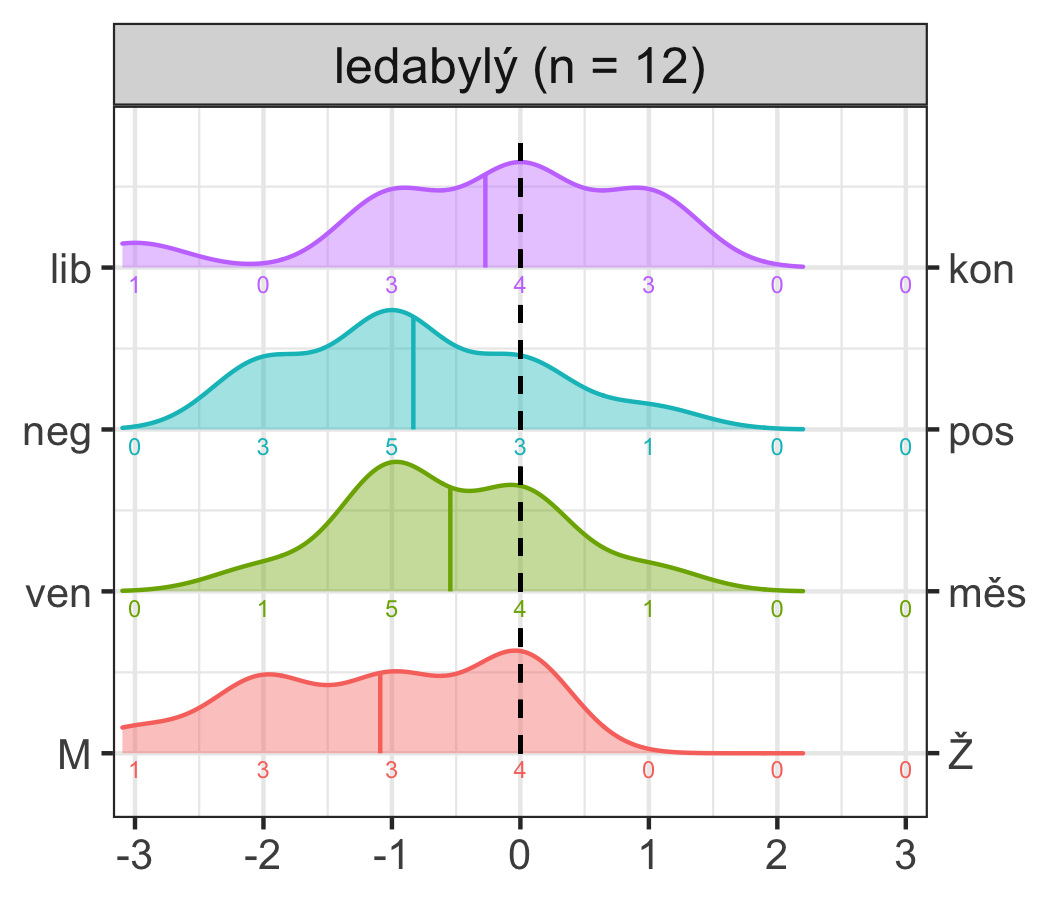 ledabylý (n = 12)
lib kon
1 0 3 4 3 0 0
neg pos
0 3 5 3 1 0 0
ven měs
0 1 5 4 1 0 0
M Ž
1 3 3 4 0 0 0
-3 -2 -1 0 1 2 3